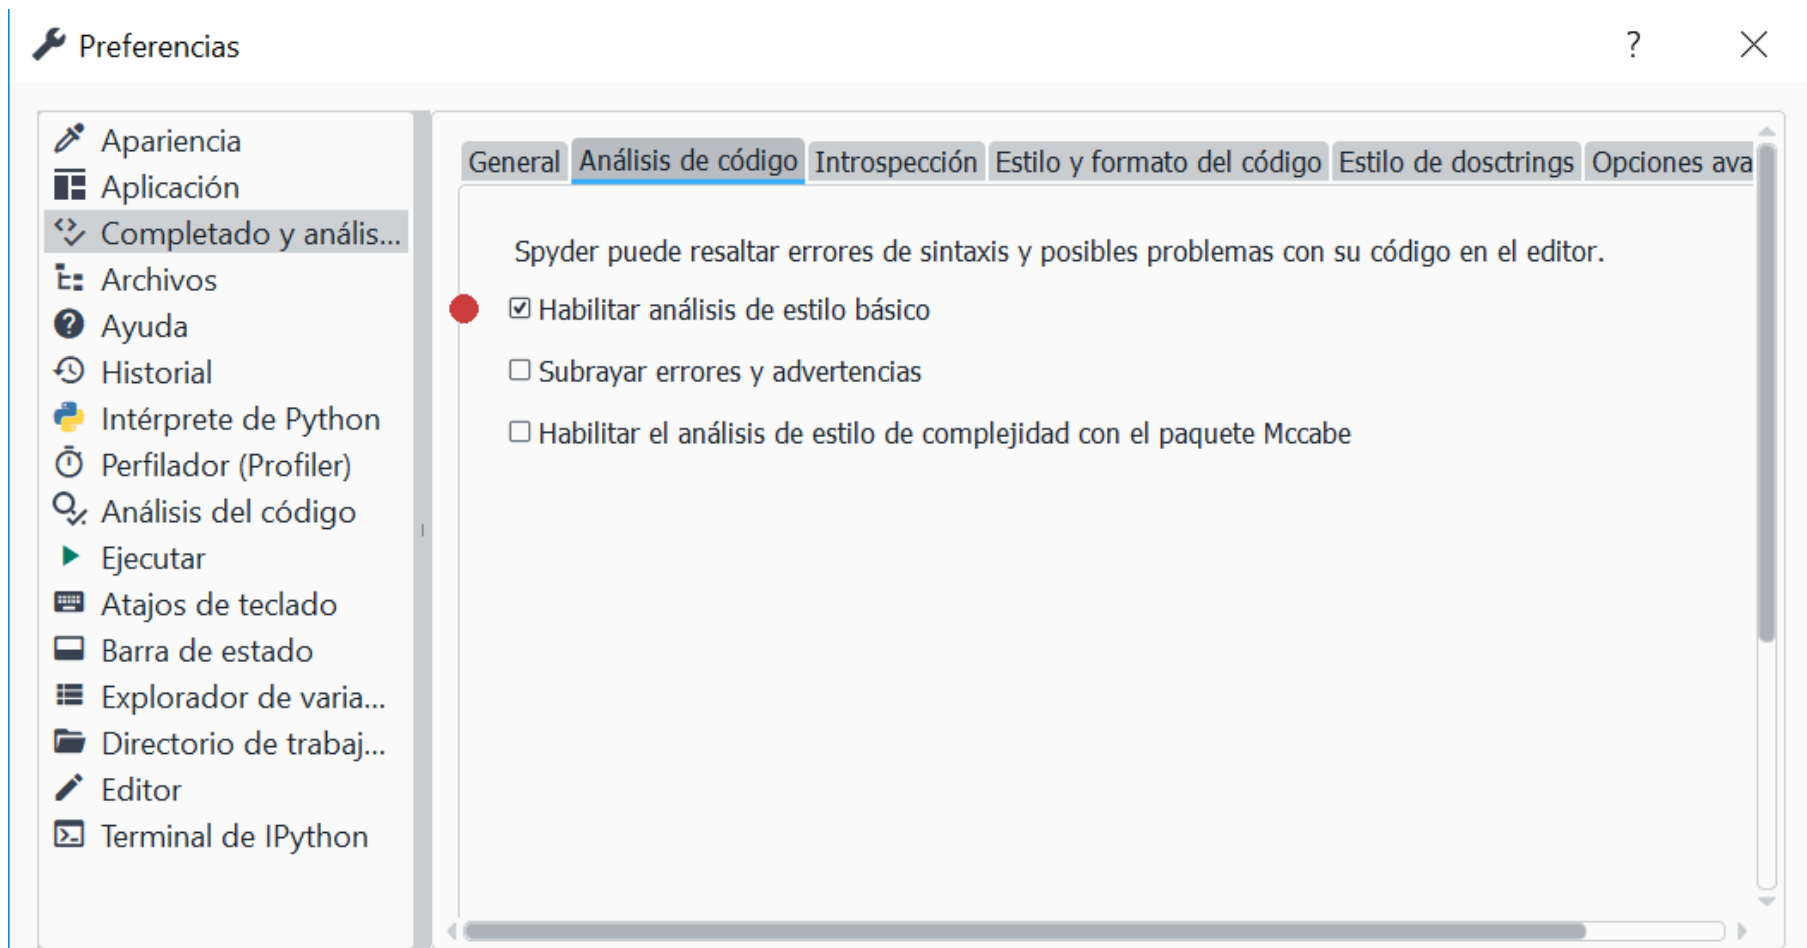 Preferencias
?
Apariencia
Aplicación
Completado y anális...
Archivos
Ayuda
Historial
Intérprete de Python
Perfilador (Profiler)
Análisis del código
Ejecutar
Atajos de teclado
Barra de estado
Explorador de varia...
Directorio de trabaj...
Editor
Terminal de IPython
General Análisis de código Introspección Estilo y formato del código Estilo de dosctrings Opciones ava
Spyder puede resaltar errores de sintaxis y posibles problemas con su código en el editor.
Habilitar análisis de estilo básico
Subrayar errores y advertencias
Habilitar el análisis de estilo de complejidad con el paquete Mccabe